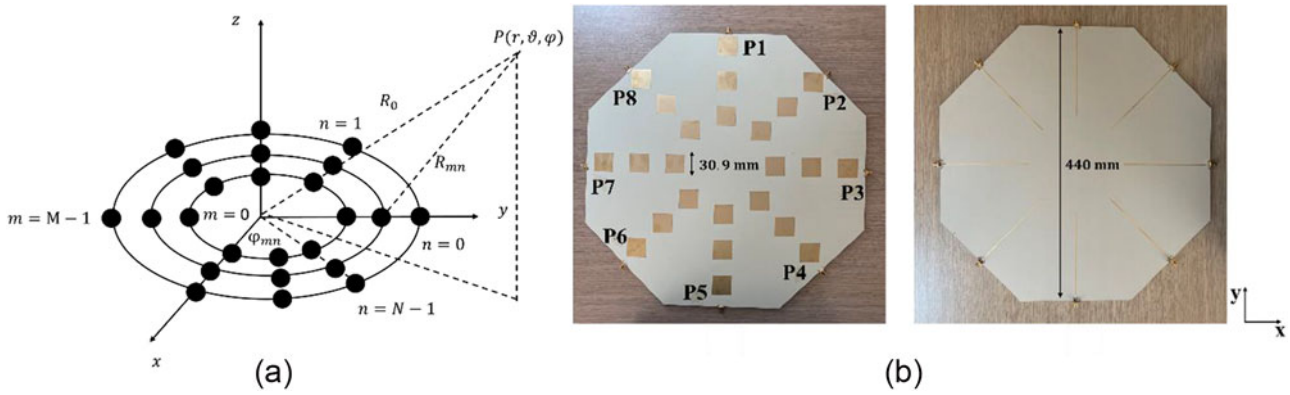 z
P(r, ϑ, φ)
R₀
n = 1
Rₘₙ
m = M − 1
m = 0
y
φₘₙ
n = 0
n = N − 1
x
(a)
P1
P8
P2
30.9 mm
P7
P3
P6
P4
P5
440 mm
y
x
(b)